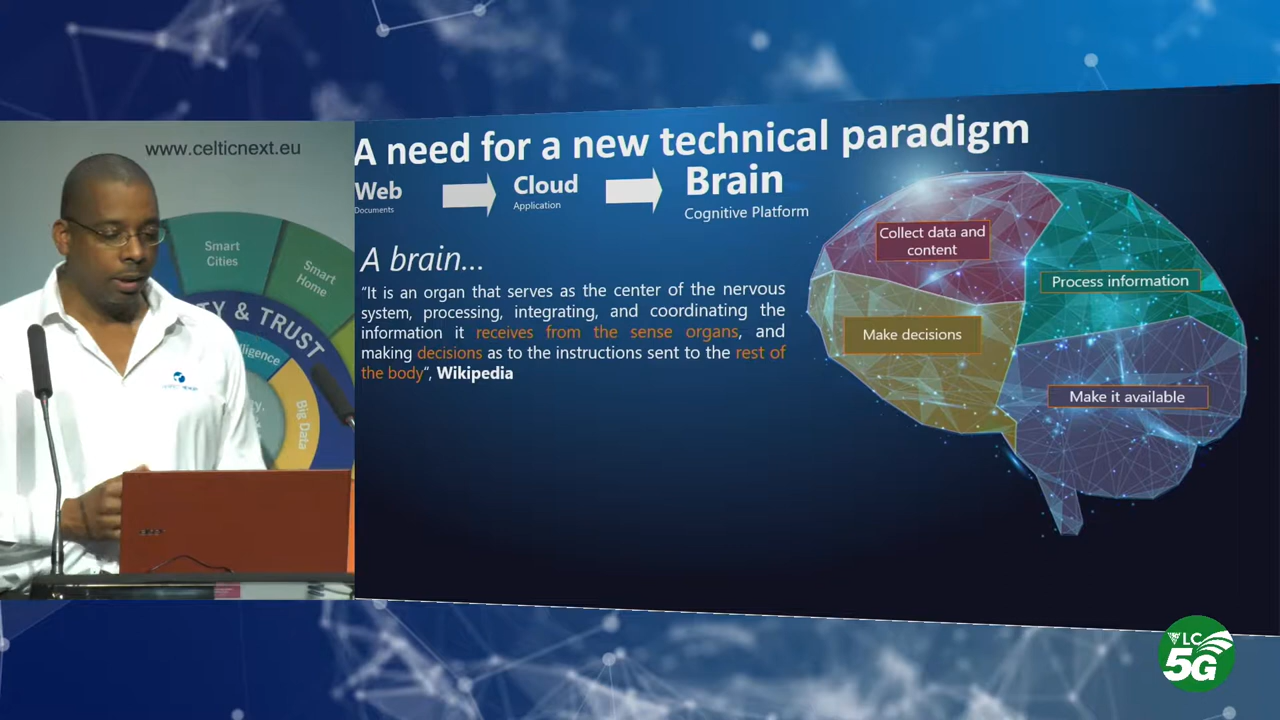 www.celticnext.eu
Smart
Cities
Smart
Home
Y & TRUST
lligence
Big Data
acer
A need for a new technical paradigm
Web
Documents
Cloud
Application
Brain
Cognitive Platform
A brain...
"It is an organ that serves as the center of the nervous
system, processing, integrating, and coordinating the
information it receives from the sense organs, and
making decisions as to the instructions sent to the rest of
the body", Wikipedia
Collect data and
content
Process information
Make decisions
Make it available
VLC
5G